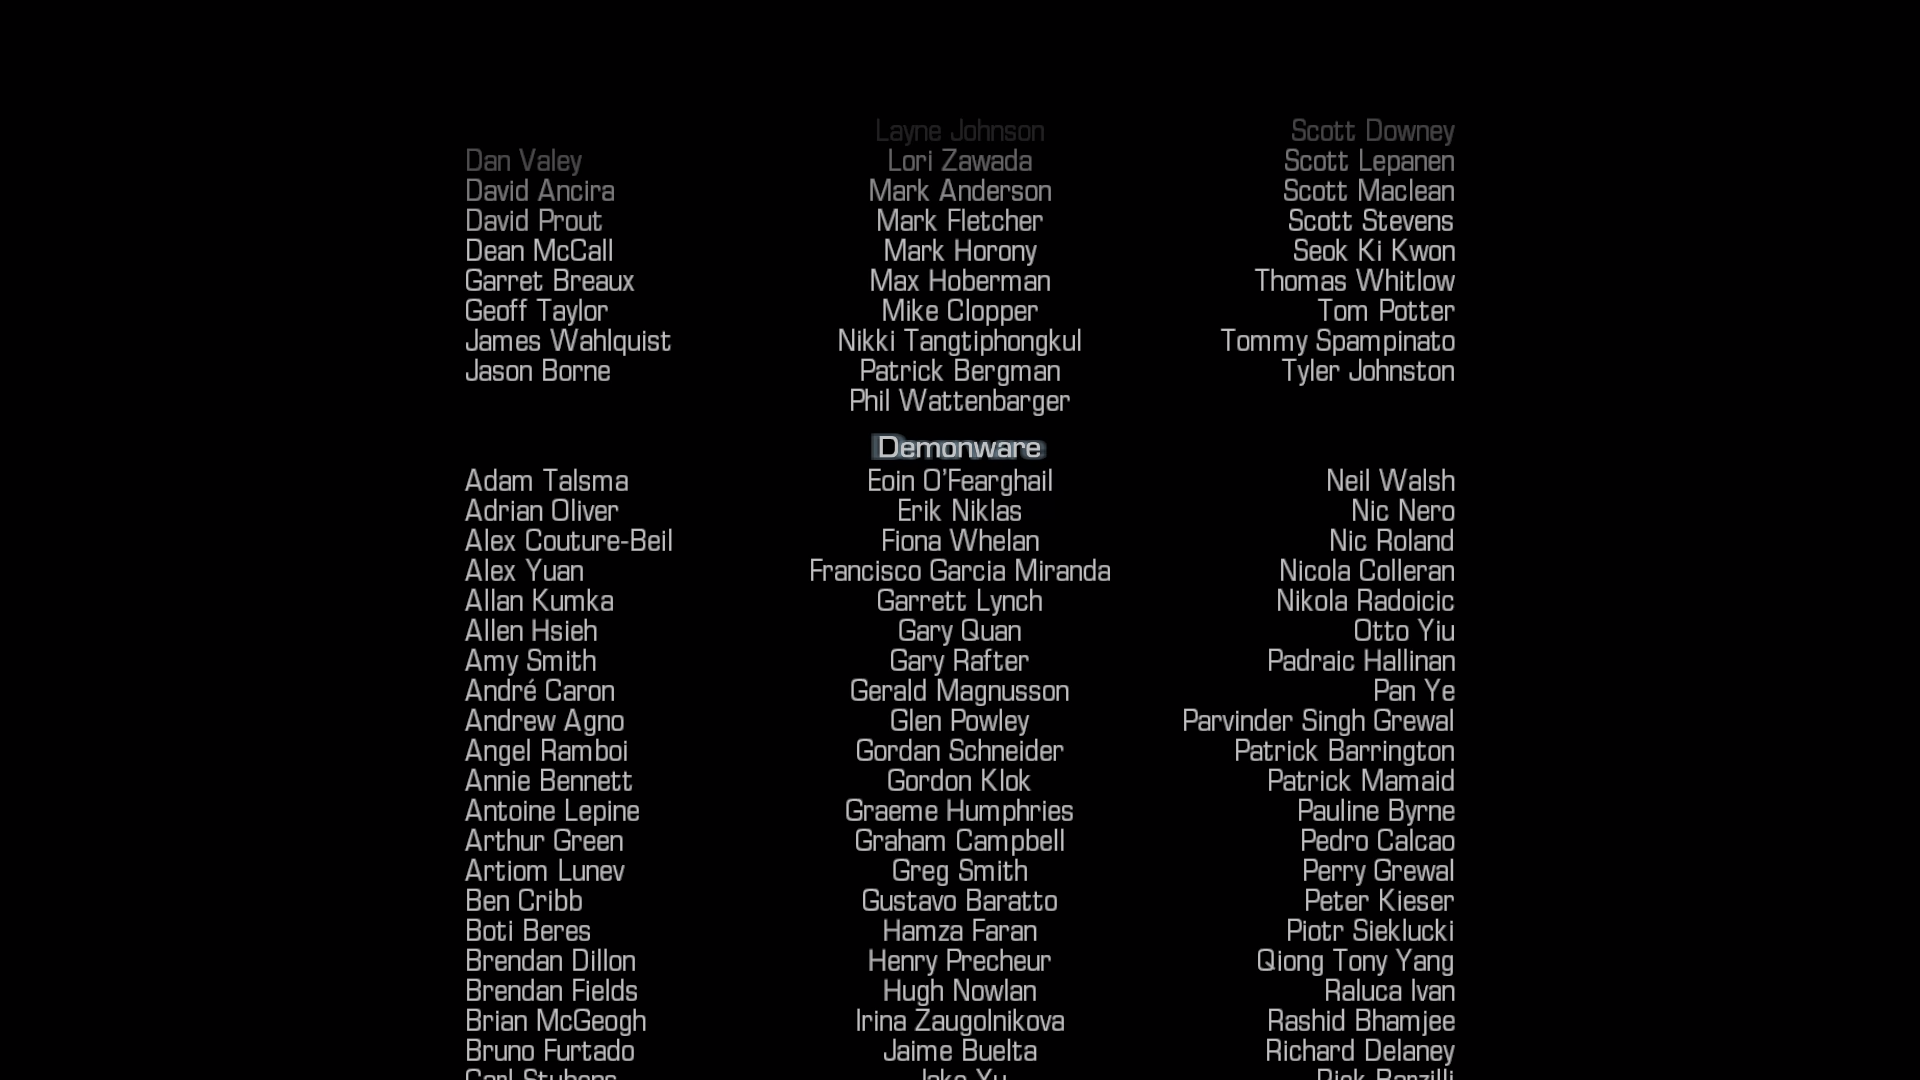 Layne Johnson Scott Downey
Dan Valey Lori Zawada Scott Lepanen
David Ancira Mark Anderson Scott Maclean
David Prout Mark Fletcher Scott Stevens
Dean McCall Mark Horony Seok Ki Kwon
Garret Breaux Max Hoberman Thomas Whitlow
Geoff Taylor Mike Clopper Tom Potter
James Wahlquist Nikki Tangtiphongkul Tommy Spampinato
Jason Borne Patrick Bergman Tyler Johnston
Phil Wattenbarger
Demonware
Adam Talsma Eoin O'Fearghail Neil Walsh
Adrian Oliver Erik Niklas Nic Nero
Alex Couture-Beil Fiona Whelan Nic Roland
Alex Yuan Francisco Garcia Miranda Nicola Colleran
Allan Kumka Garrett Lynch Nikola Radoicic
Allen Hsieh Gary Quan Otto Yiu
Amy Smith Gary Rafter Padraic Hallinan
André Caron Gerald Magnusson Pan Ye
Andrew Agno Glen Powley Parvinder Singh Grewal
Angel Ramboi Gordan Schneider Patrick Barrington
Annie Bennett Gordon Klok Patrick Mamaid
Antoine Lepine Graeme Humphries Pauline Byrne
Arthur Green Graham Campbell Pedro Calcao
Artiom Lunev Greg Smith Perry Grewal
Ben Cribb Gustavo Baratto Peter Kieser
Boti Beres Hamza Faran Piotr Sieklucki
Brendan Dillon Henry Precheur Qiong Tony Yang
Brendan Fields Hugh Nowlan Raluca Ivan
Brian McGeogh Irina Zaugolnikova Rashid Bhamjee
Bruno Furtado Jaime Buelta Richard Delaney